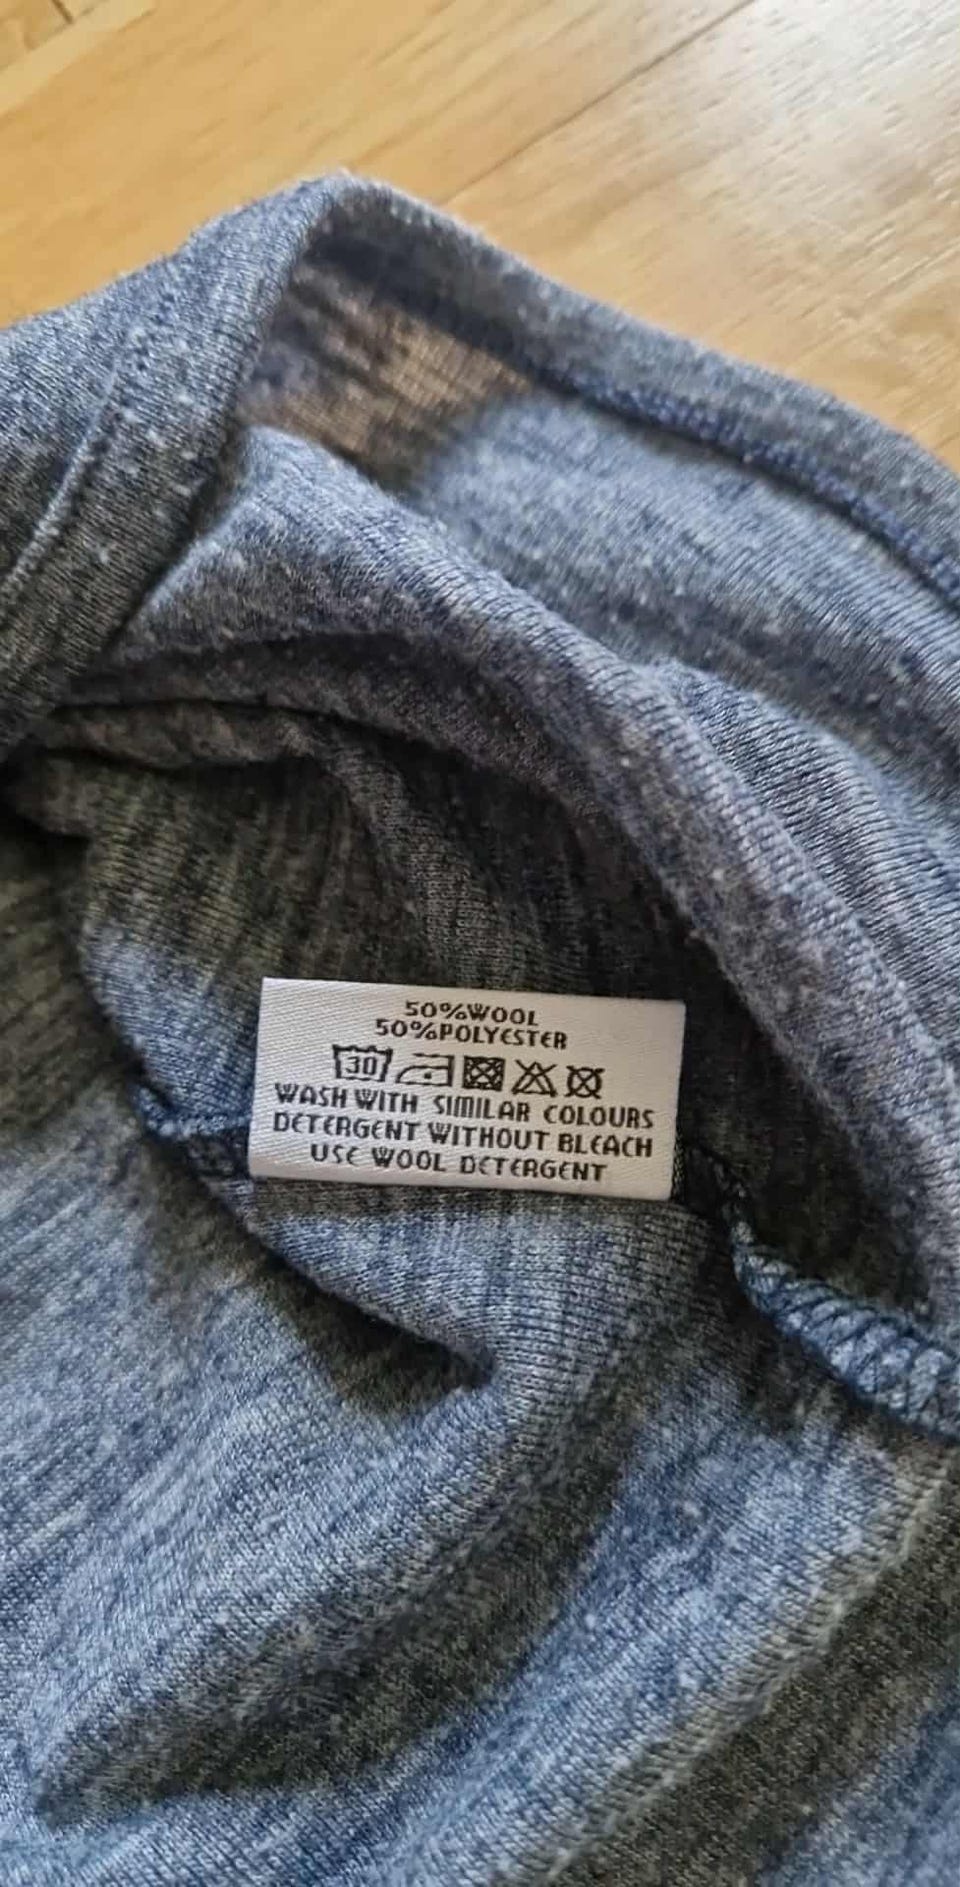 50%WOOL
50%POLYESTER
30
WASH WITH SIMILAR COLOURS
DETERGENT WITHOUT BLEACH
USE WOOL DETERGENT